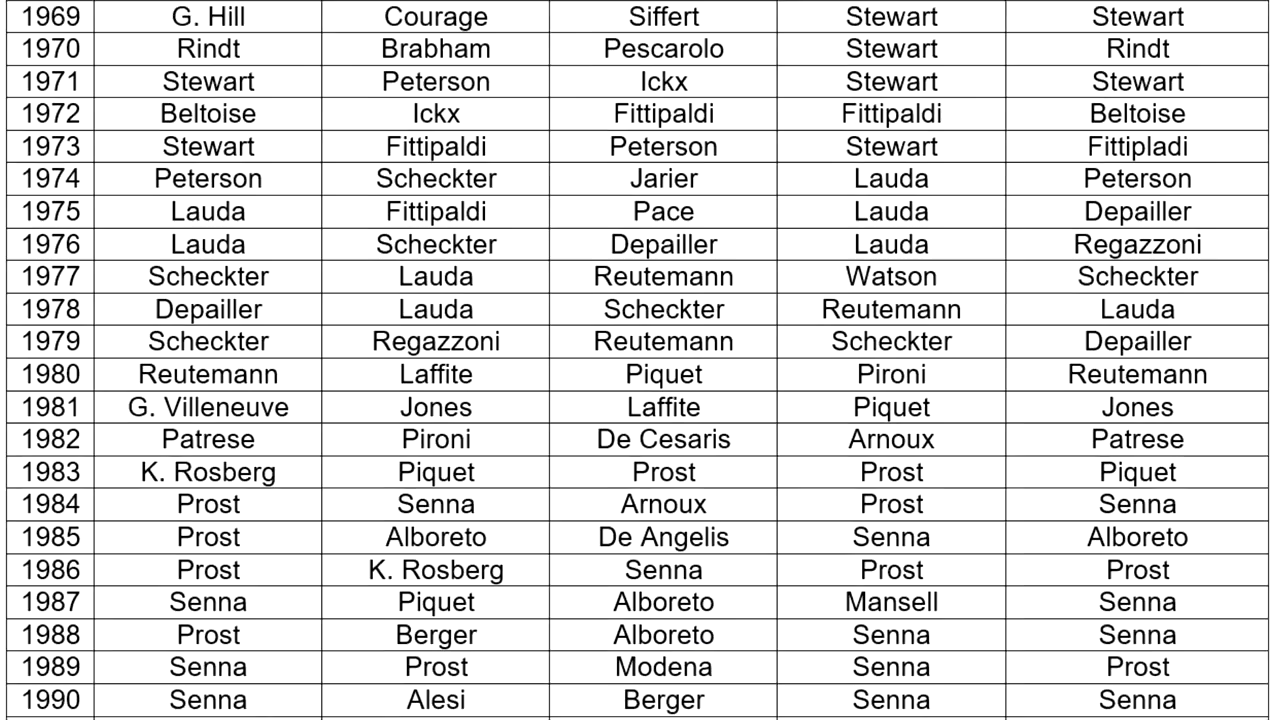 1969 G. Hill Courage Siffert Stewart Stewart
1970 Rindt Brabham Pescarolo Stewart Rindt
1971 Stewart Peterson Ickx Stewart Stewart
1972 Beltoise Ickx Fittipaldi Fittipaldi Beltoise
1973 Stewart Fittipaldi Peterson Stewart Fittipladi
1974 Peterson Scheckter Jarier Lauda Peterson
1975 Lauda Fittipaldi Pace Lauda Depailler
1976 Lauda Scheckter Depailler Lauda Regazzoni
1977 Scheckter Lauda Reutemann Watson Scheckter
1978 Depailler Lauda Scheckter Reutemann Lauda
1979 Scheckter Regazzoni Reutemann Scheckter Depailler
1980 Reutemann Laffite Piquet Pironi Reutemann
1981 G. Villeneuve Jones Laffite Piquet Jones
1982 Patrese Pironi De Cesaris Arnoux Patrese
1983 K. Rosberg Piquet Prost Prost Piquet
1984 Prost Senna Arnoux Prost Senna
1985 Prost Alboreto De Angelis Senna Alboreto
1986 Prost K. Rosberg Senna Prost Prost
1987 Senna Piquet Alboreto Mansell Senna
1988 Prost Berger Alboreto Senna Senna
1989 Senna Prost Modena Senna Prost
1990 Senna Alesi Berger Senna Senna